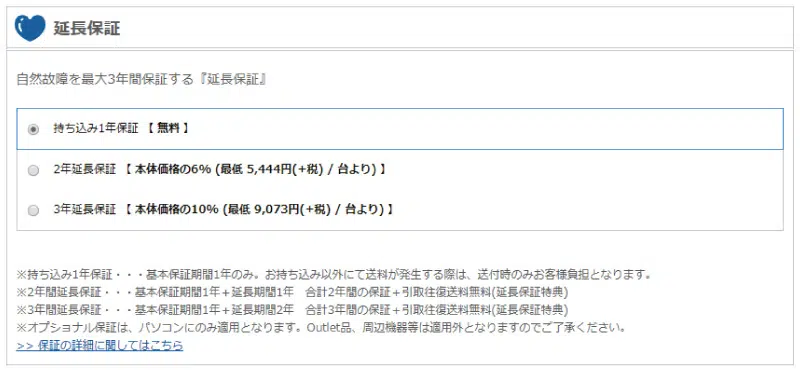 延長保証
自然故障を最大3年間保証する『延長保証』
持ち込み1年保証 【 無料 】
2年延長保証 【 本体価格の6% (最低 5,444円(+税) / 台より) 】
3年延長保証 【 本体価格の10% (最低 9,073円(+税) / 台より) 】
※持ち込み1年保証・・・基本保証期間1年のみ。お持ち込み以外にて送料が発生する際は、送付時のみお客様負担となります。
※2年間延長保証・・・基本保証期間1年＋延長期間1年　合計2年間の保証＋引取往復送料無料(延長保証特典)
※3年間延長保証・・・基本保証期間1年＋延長期間2年　合計3年間の保証＋引取往復送料無料(延長保証特典)
※オプショナル保証は、パソコンにのみ適用となります。Outlet品、周辺機器等は適用外となりますのでご了承ください。
>> 保証の詳細に関してはこちら